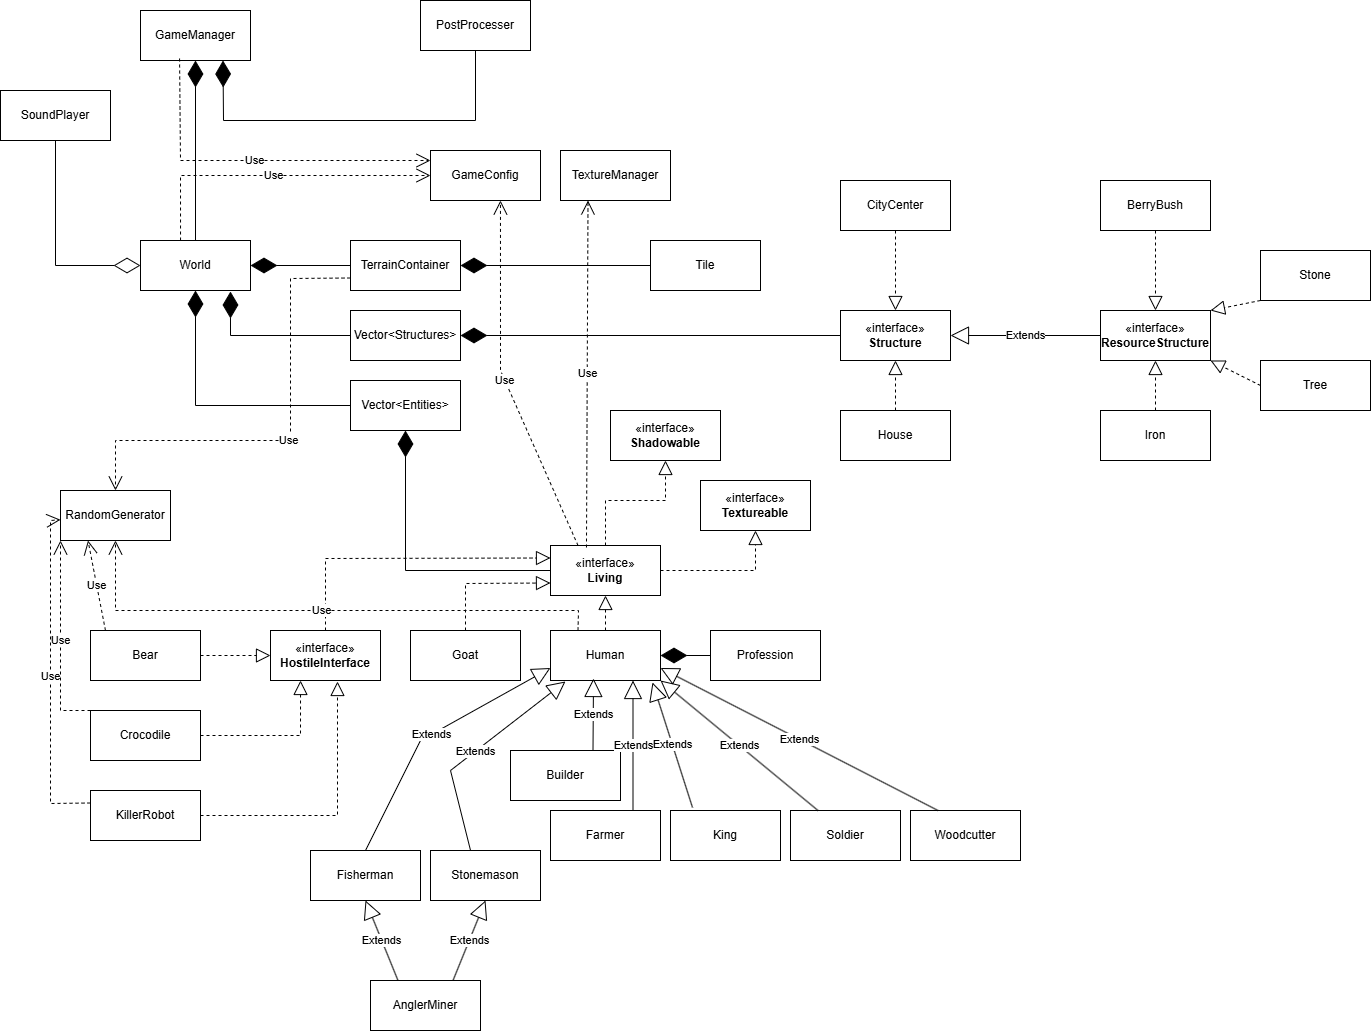 PostProcesser
GameManager
SoundPlayer
Use
GameConfig
TextureManager
Use
CityCenter
BerryBush
World
TerrainContainer
Tile
Stone
Vector<Structures>
«interface»
Structure
Extends
«interface»
ResourceStructure
Use
Use
Vector<Entities>
Tree
«interface»
Shadowable
House
Iron
Use
RandomGenerator
«interface»
Textureable
«interface»
Living
Use
Use
Use
Use
Bear
«interface»
HostileInterface
Goat
Human
Profession
Crocodile
Extends
Extends
Extends
Extends
Extends
Extends
Extends
Builder
KillerRobot
Farmer
King
Soldier
Woodcutter
Fisherman
Stonemason
Extends
Extends
AnglerMiner